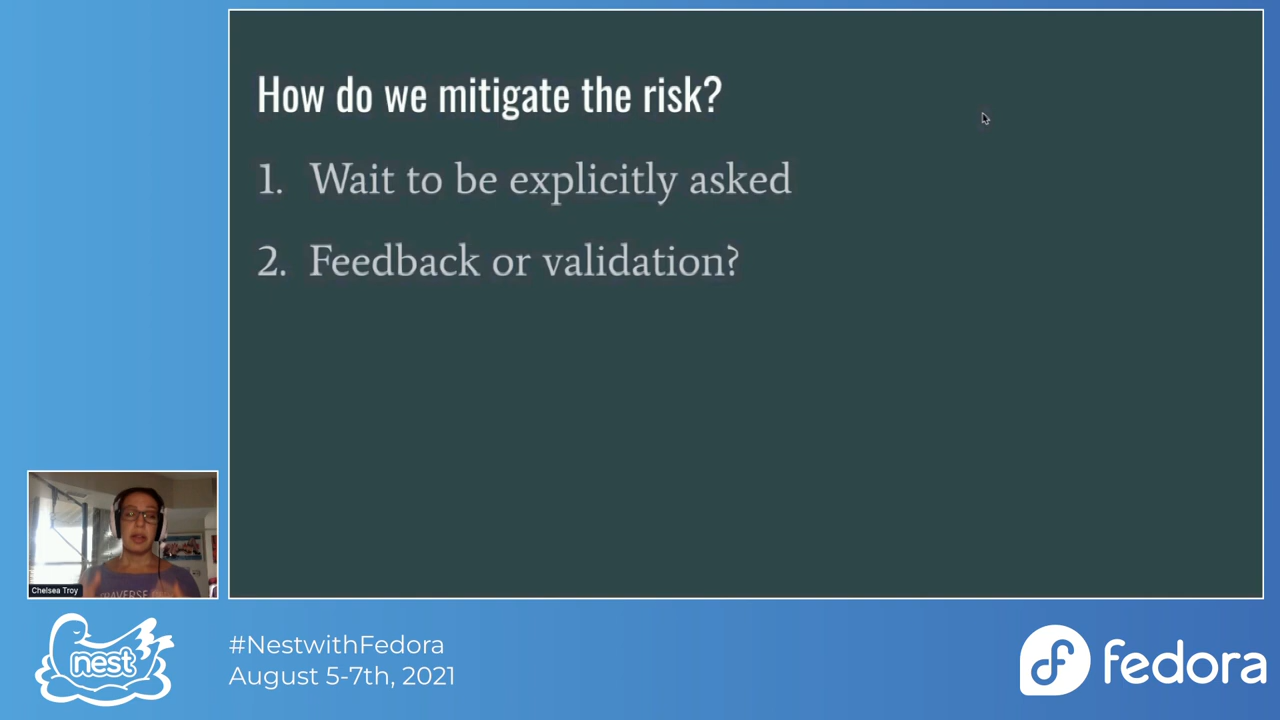 How do we mitigate the risk?
1. Wait to be explicitly asked
2. Feedback or validation?
Chelsea Troy
nest
#NestwithFedora
August 5-7th, 2021
fedora